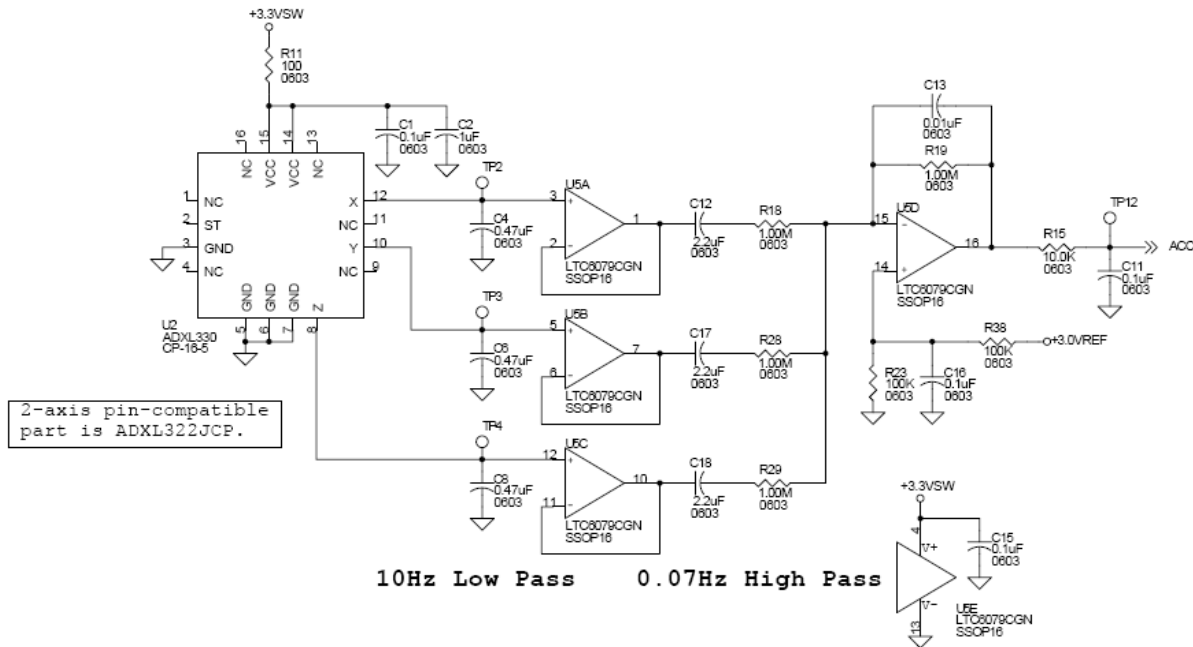 +3.3VSW
R11
100
0603
C1
0.1uF
0603
C2
1uF
0603
16
15
14
13
NC
VCC
VCC
NC
1
NC
2
ST
3
GND
4
NC
X
12
NC
11
Y
10
NC
9
GND
GND
GND
Z
5
6
7
8
U2
ADXL330
CP-16-5
TP2
C4
0.47uF
0603
TP3
C6
0.47uF
0603
TP4
C8
0.47uF
0603
U5A
3
+
2
-
1
LTC6079CGN
SSOP16
U5B
5
+
6
-
7
LTC6079CGN
SSOP16
U5C
12
+
11
-
10
LTC6079CGN
SSOP16
C12
2.2uF
0603
R18
1.00M
0603
C17
2.2uF
0603
R28
1.00M
0603
C18
2.2uF
0603
R29
1.00M
0603
C13
0.01uF
0603
R19
1.00M
0603
U5D
15
-
14
+
16
LTC6079CGN
SSOP16
R15
10.0K
0603
TP12
ACC
C11
0.1uF
0603
R38
100K
0603
+3.0VREF
R23
100K
0603
C16
0.1uF
0603
2-axis pin-compatible
part is ADXL322JCP.
10Hz Low Pass
0.07Hz High Pass
+3.3VSW
4
V+
V-
13
C15
0.1uF
0603
U5E
LTC6079CGN
SSOP16